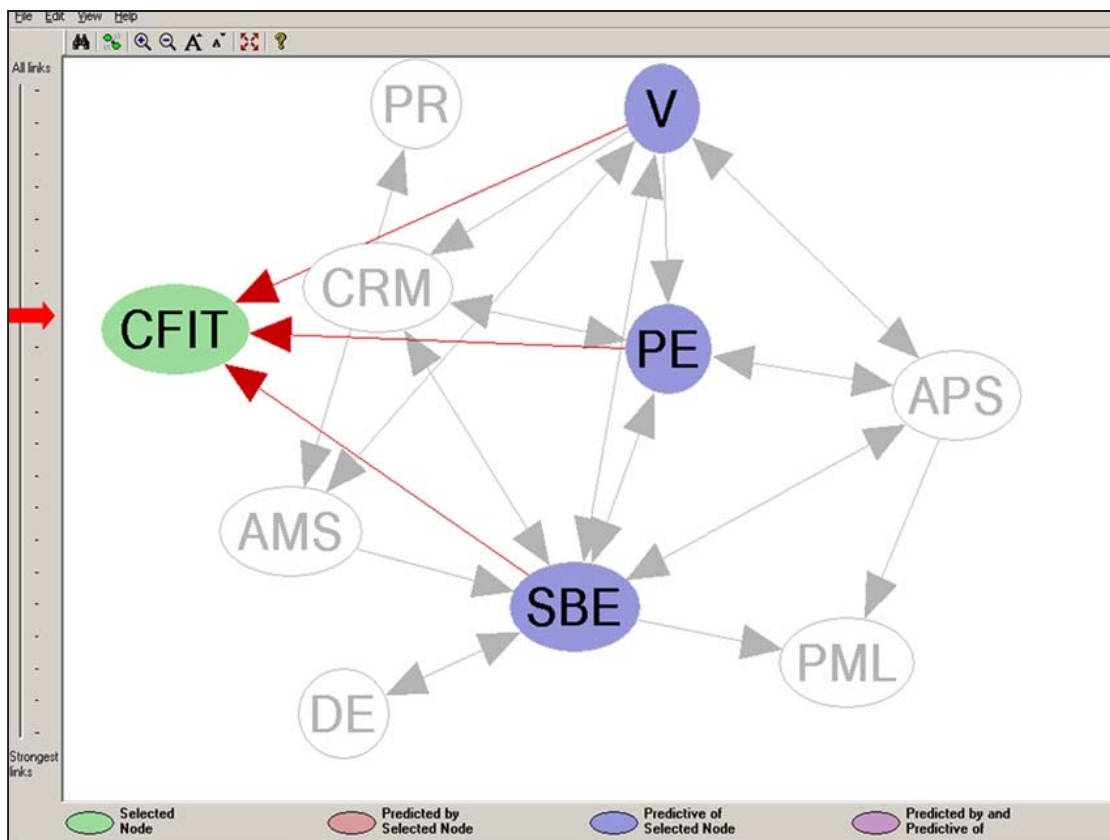 File Edit View Help
All links
PR
V
CRM
CFIT
PE
APS
AMS
SBE
PML
DE
Strongest
links
Selected
Node
Predicted by
Selected Node
Predictive of
Selected Node
Predicted by and
Predictive of